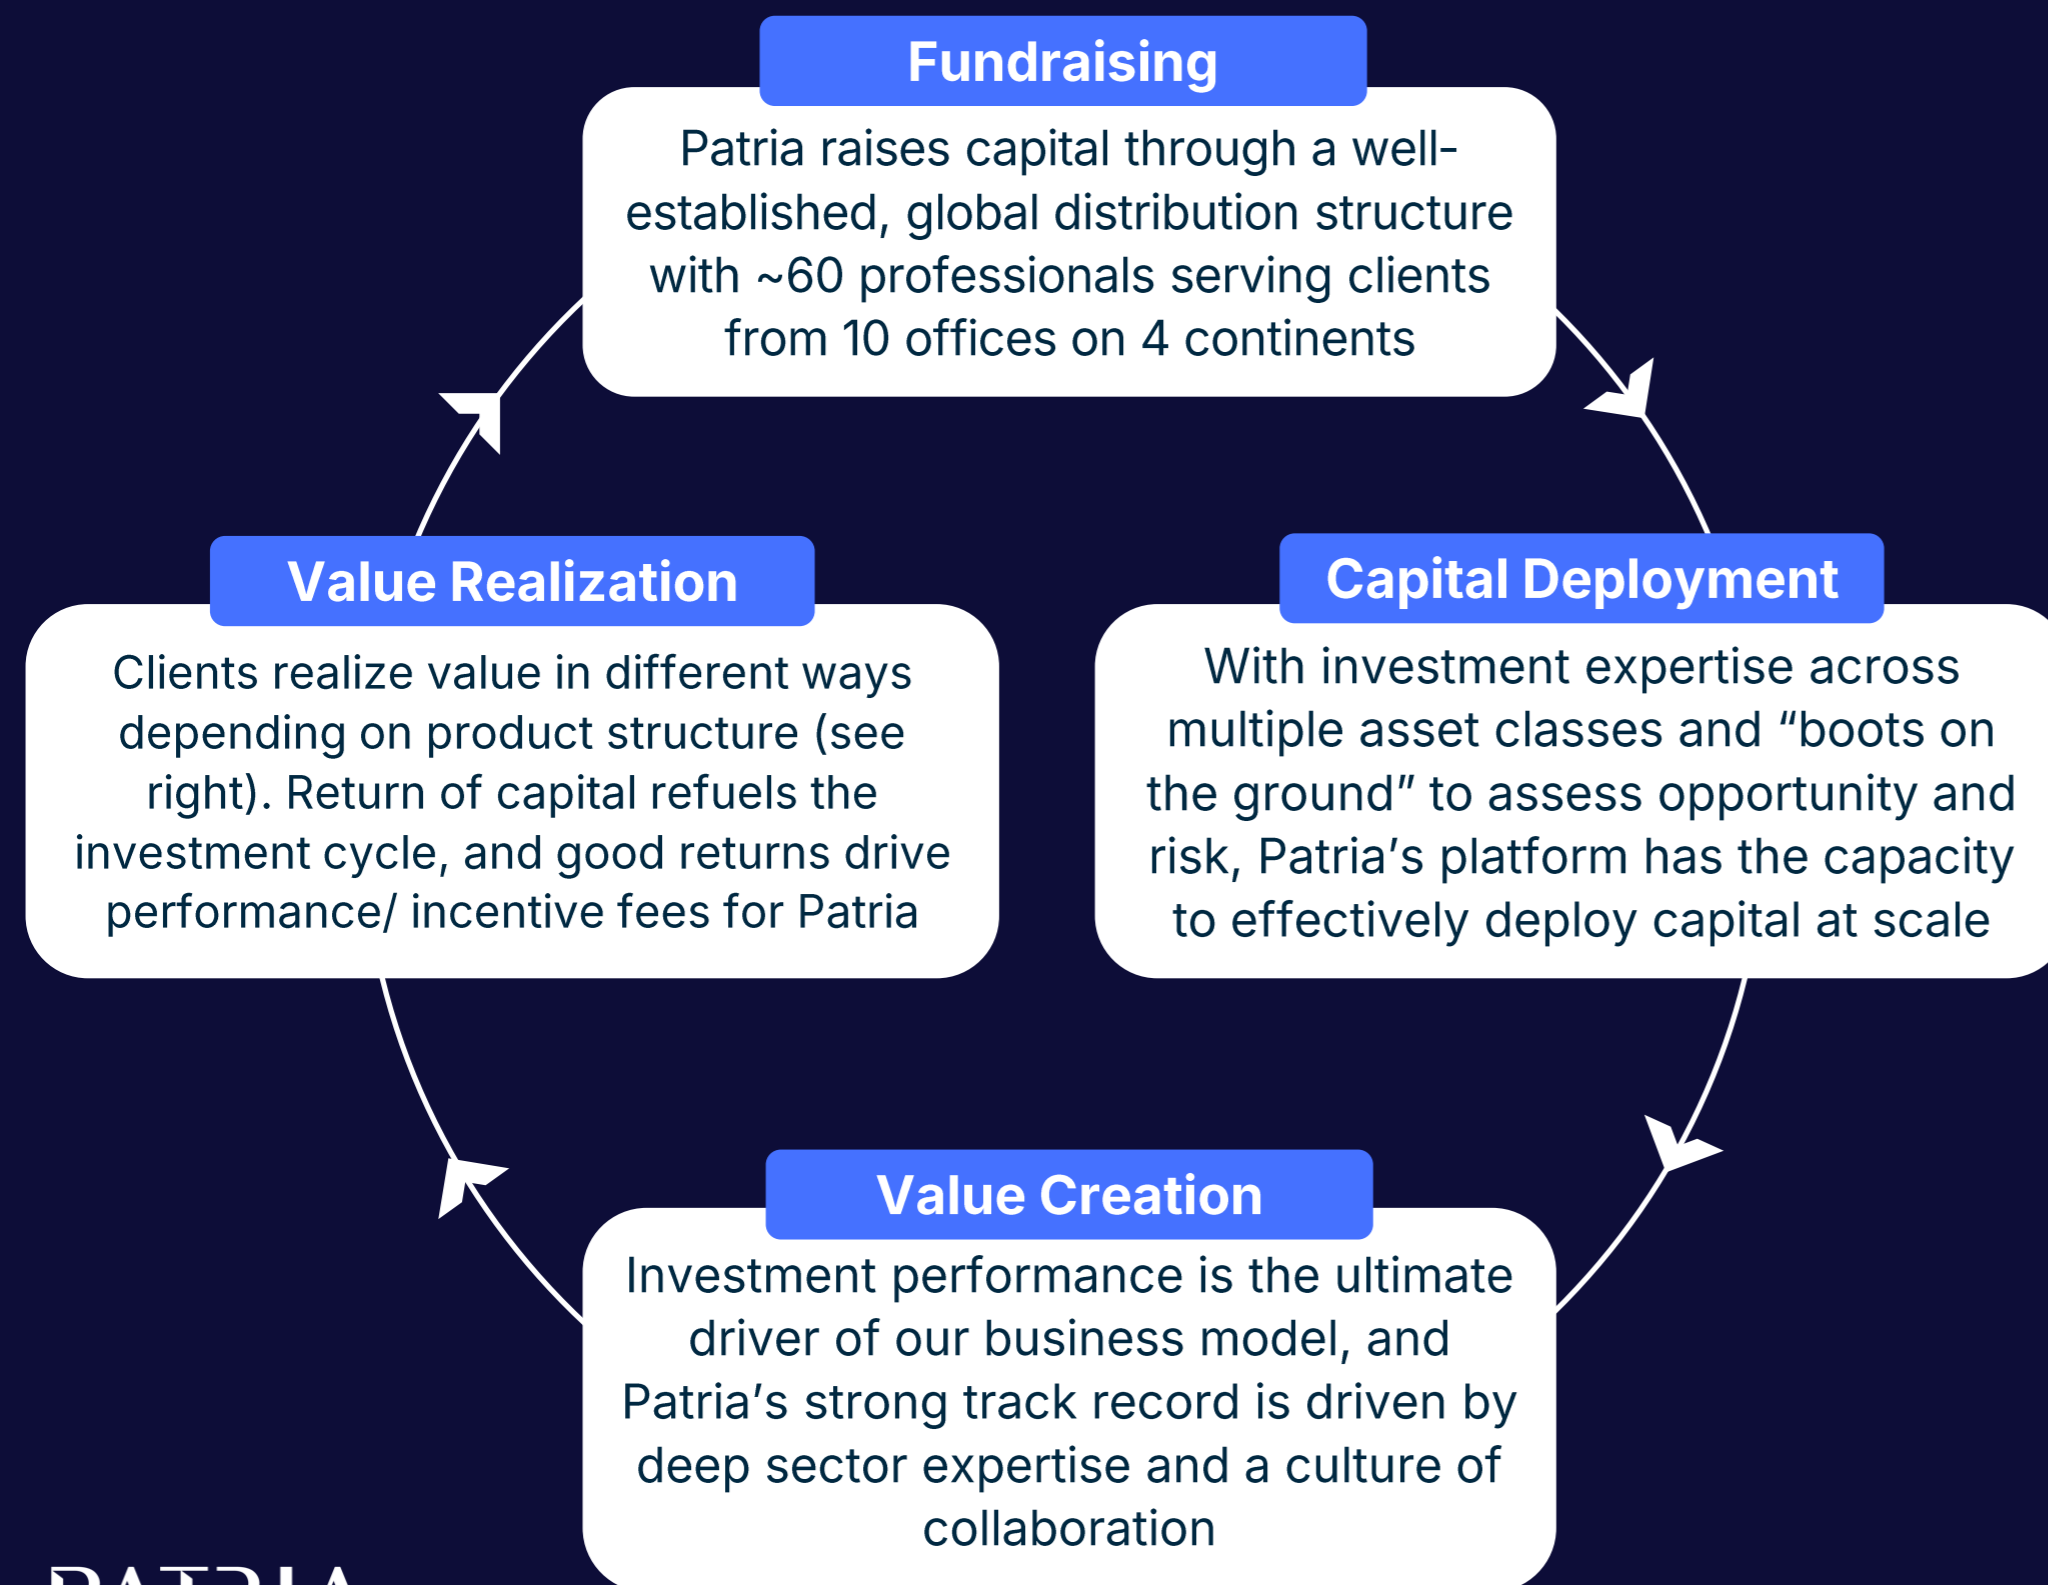 Fundraising
Patria raises capital through a well-
established, global distribution structure
with ~60 professionals serving clients
from 10 offices on 4 continents
Value Realization
Clients realize value in different ways
depending on product structure (see
right). Return of capital refuels the
investment cycle, and good returns drive
performance/ incentive fees for Patria
Capital Deployment
With investment expertise across
multiple asset classes and “boots on
the ground” to assess opportunity and
risk, Patria’s platform has the capacity
to effectively deploy capital at scale
Value Creation
Investment performance is the ultimate
driver of our business model, and
Patria’s strong track record is driven by
deep sector expertise and a culture of
collaboration
PATRIA